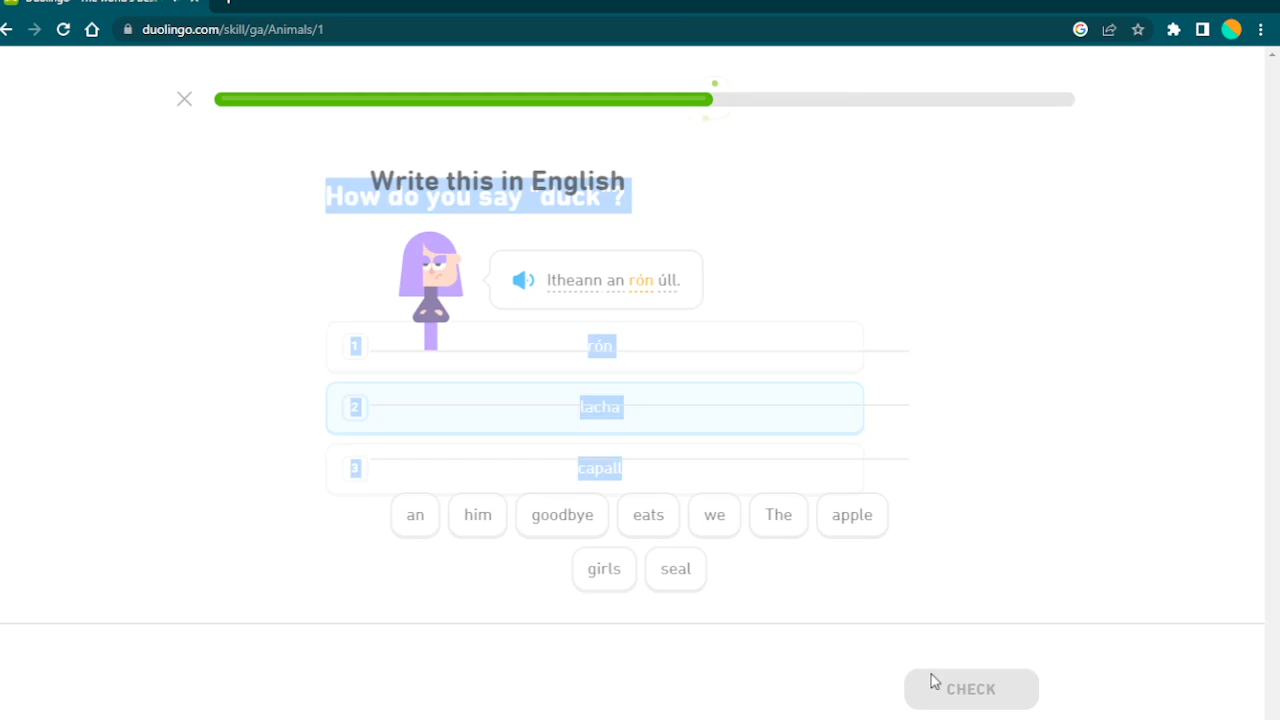 duolingo.com/skill/ga/Animals/1
Write this in English
How do you say "duck"?
Itheann an rón úll.
1 rón
2 lacha
3 capall
an him goodbye eats we The apple
girls seal
CHECK